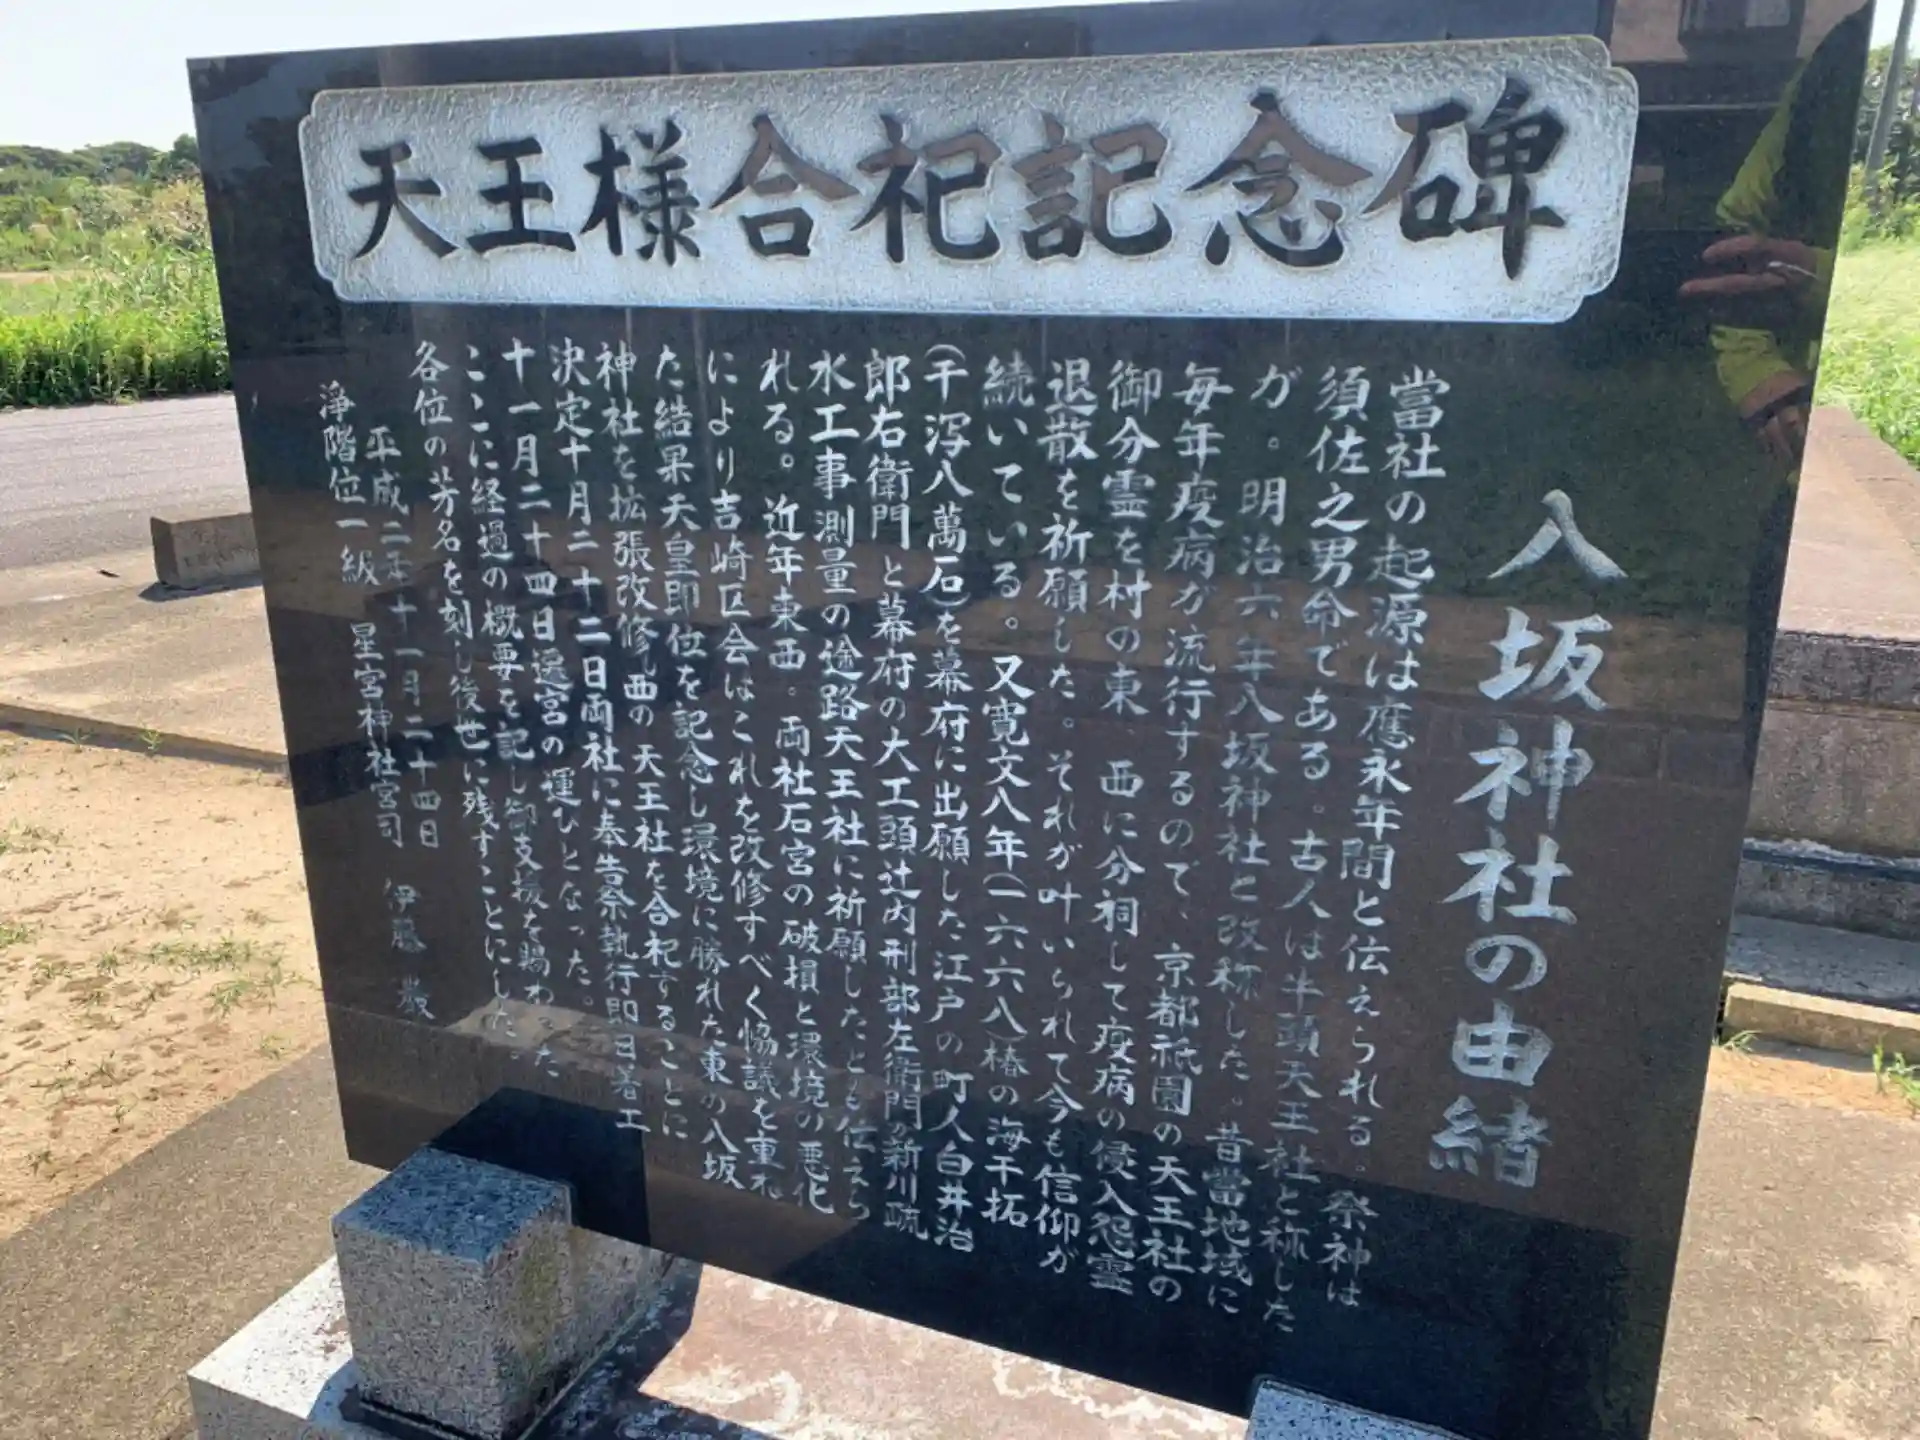 天王様合祀記念碑
八坂神社の由緒
當社の起源は應永年間と伝えられる。祭神は
須佐之男命である。古人は牛頭天王社と称した
が。明治六年八坂神社と改称した。昔當地域に
毎年疫病が流行するので、京都祇園の天王社の
御分霊を村の東、西に分祠して疫病の侵入怨霊
退散を祈願した。それが叶いられて今も信仰が
続いている。又寛文八年(一六六八)椿の海干拓
(干泻八萬石)を幕府に出願した江戸の町人白井治
郎右衛門と幕府の大工頭辻内刑部左衛門が新川疏
水工事測量の途路天王社に祈願したとも伝えら
れる。近年東西。両社石宮の破損と環境の悪化
により吉崎区会はこれを改修すべく協議を重ね
た結果天皇即位を記念し環境に勝れた東の八坂
神社を拡張改修し西の天王社を合祀することに
決定十月二十二日両社に奉告祭執行即日着工
十一月二十四日遷宮の運びとなった。
ここに経過の概要を記し御支援を賜わった
各位の芳名を刻し後世に残すことにした。
平成二年十一月二十四日
浄階位一級 星宮神社宮司 伊藤